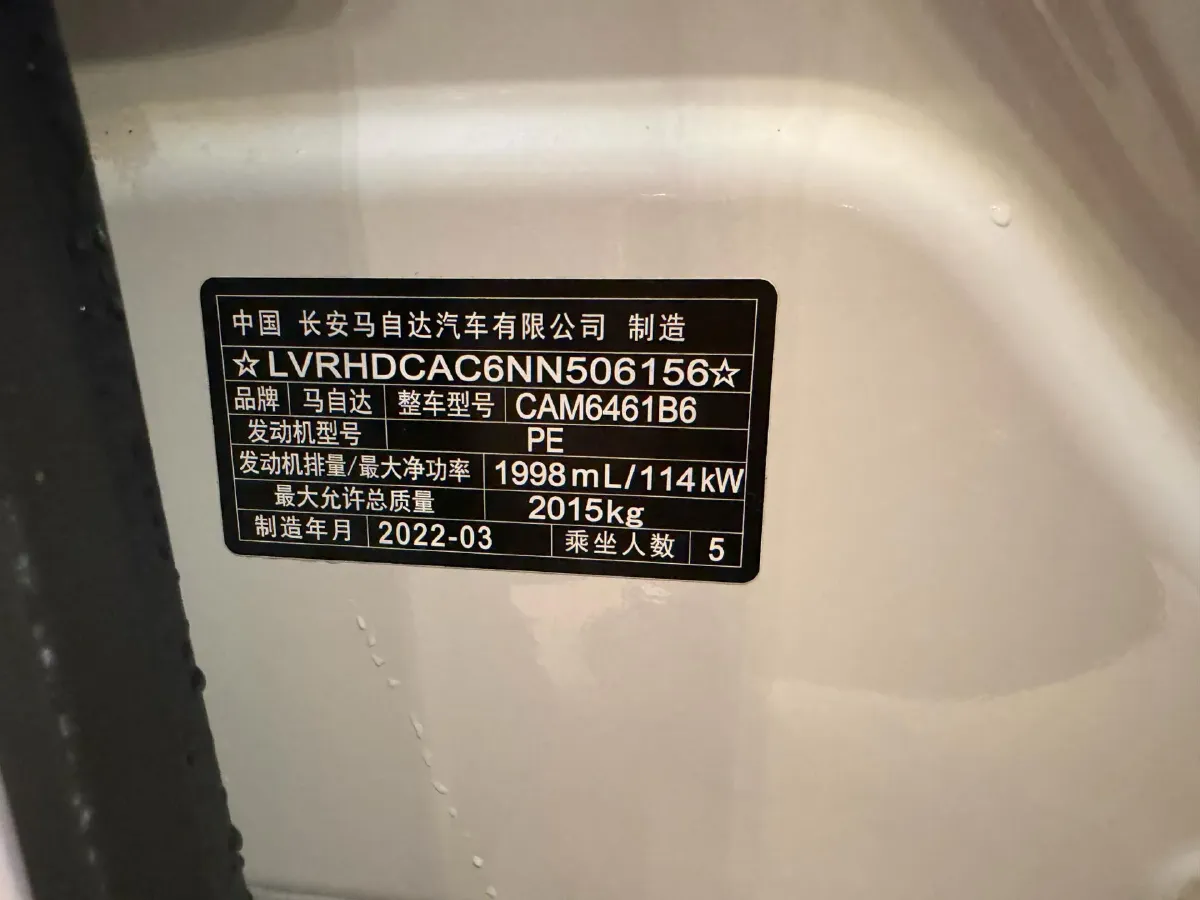 中国 长安马自达汽车有限公司 制造
☆LVRHDCAC6NN506156☆
品牌 马自达 整车型号 CAM6461B6
发动机型号 PE
发动机排量/最大净功率 1998mL/114kW
最大允许总质量 2015kg
制造年月 2022-03 乘坐人数 5